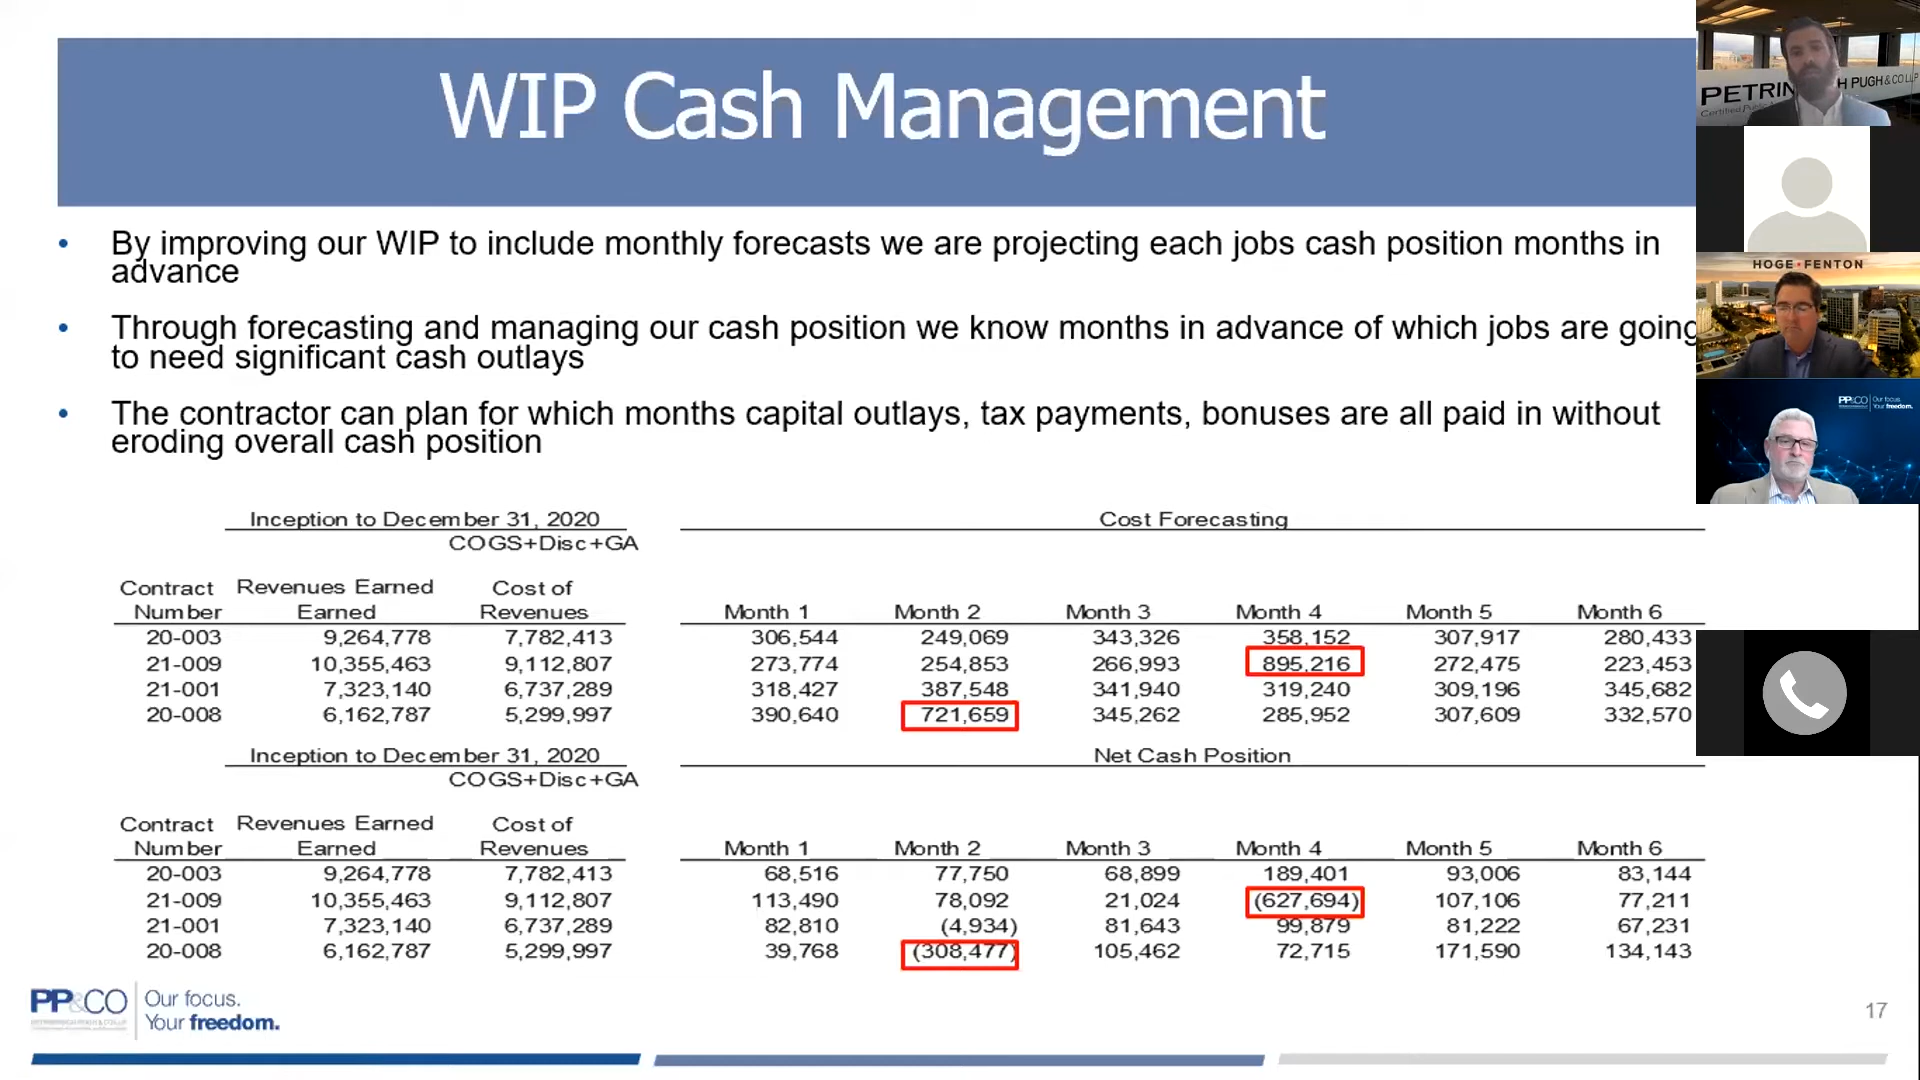 WIP Cash Management
• By improving our WIP to include monthly forecasts we are projecting each jobs cash position months in
advance
• Through forecasting and managing our cash position we know months in advance of which jobs are going
to need significant cash outlays
• The contractor can plan for which months capital outlays, tax payments, bonuses are all paid in without
eroding overall cash position
Inception to December 31, 2020 Cost Forecasting
COGS+Disc+GA
Contract Revenues Earned Cost of
Number Earned Revenues Month 1 Month 2 Month 3 Month 4 Month 5 Month 6
20-003 9,264,778 7,782,413 306,544 249,069 343,326 358,152 307,917 280,433
21-009 10,355,463 9,112,807 273,774 254,853 266,993 895,216 272,475 223,453
21-001 7,323,140 6,737,289 318,427 387,548 341,940 319,240 309,196 345,682
20-008 6,162,787 5,299,997 390,640 721,659 345,262 285,952 307,609 332,570
Inception to December 31, 2020 Net Cash Position
COGS+Disc+GA
Contract Revenues Earned Cost of
Number Earned Revenues Month 1 Month 2 Month 3 Month 4 Month 5 Month 6
20-003 9,264,778 7,782,413 68,516 77,750 68,899 189,401 93,006 83,144
21-009 10,355,463 9,112,807 113,490 78,092 21,024 (627,694) 107,106 77,211
21-001 7,323,140 6,737,289 82,810 (4,934) 81,643 99,879 81,222 67,231
20-008 6,162,787 5,299,997 39,768 (308,477) 105,462 72,715 171,590 134,143
PP&CO Our focus.
Your freedom.
17
PETRIN H PUGH & CO LLP
Certified
HOGE·FENTON
PP&CO Our focus.
Your freedom.